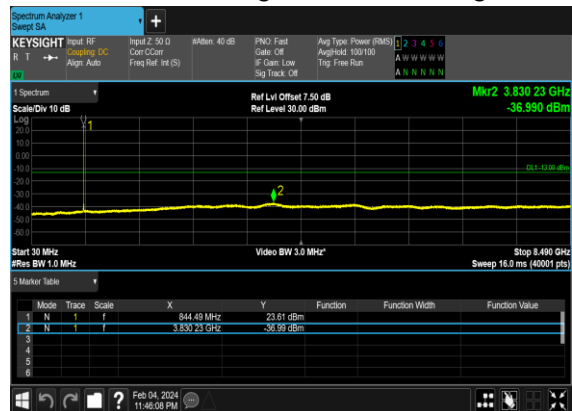 Spectrum Analyzer 1
Swept SA
+
KEYSIGHT Input: RF Input Z: 50 Ω #Atten: 40 dB PNO: Fast Avg Type: Power (RMS) 1 2 3 4 5 6
R T Coupling: DC Corr CCorr Gate: Off Avg|Hold: 100/100 A W W W W W
Align: Auto Freq Ref: Int (S) IF Gain: Low Trig: Free Run
LXI Sig Track: Off A N N N N N
1 Spectrum Ref Lvl Offset 7.50 dB Mkr2 3.830 23 GHz
Scale/Div 10 dB Ref Level 30.00 dBm -36.990 dBm
Log
20.0
10.0
0.00
-10.0
-20.0
-30.0
-40.0
-50.0
-60.0
1
DL1 -13.00 dBm
2
Start 30 MHz Video BW 3.0 MHz* Stop 8.490 GHz
#Res BW 1.0 MHz Sweep 16.0 ms (40001 pts)
5 Marker Table
Mode Trace Scale X Y Function Function Width Function Value
1 N 1 f 844.49 MHz 23.61 dBm
2 N 1 f 3.830 23 GHz -36.99 dBm
3
4
5
6
? Feb 04, 2024
11:46:08 PM